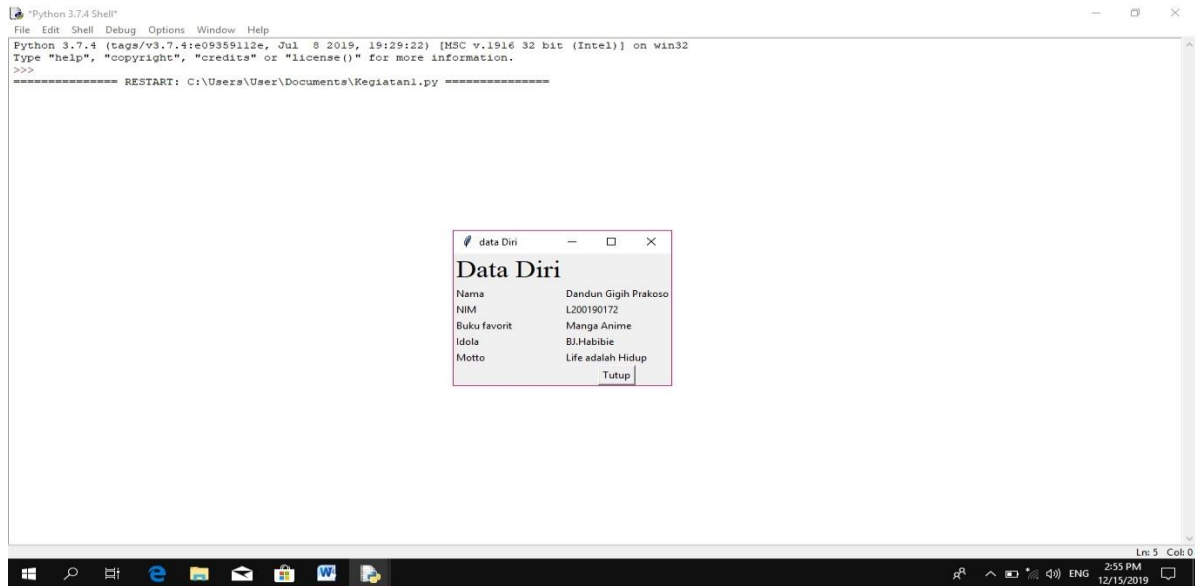 *Python 3.7.4 Shell*
File Edit Shell Debug Options Window Help
Python 3.7.4 (tags/v3.7.4:e09359112e, Jul  8 2019, 19:29:22) [MSC v.1916 32 bit (Intel)] on win32
Type "help", "copyright", "credits" or "license()" for more information.
>>>
=============== RESTART: C:\Users\User\Documents\Kegiatan1.py ===============
data Diri
Data Diri
Nama Dandun Gigih Prakoso
NIM L200190172
Buku favorit Manga Anime
Idola BJ.Habibie
Motto Life adalah Hidup
Tutup
Ln: 5 Col: 0
ENG 2:55 PM
12/15/2019